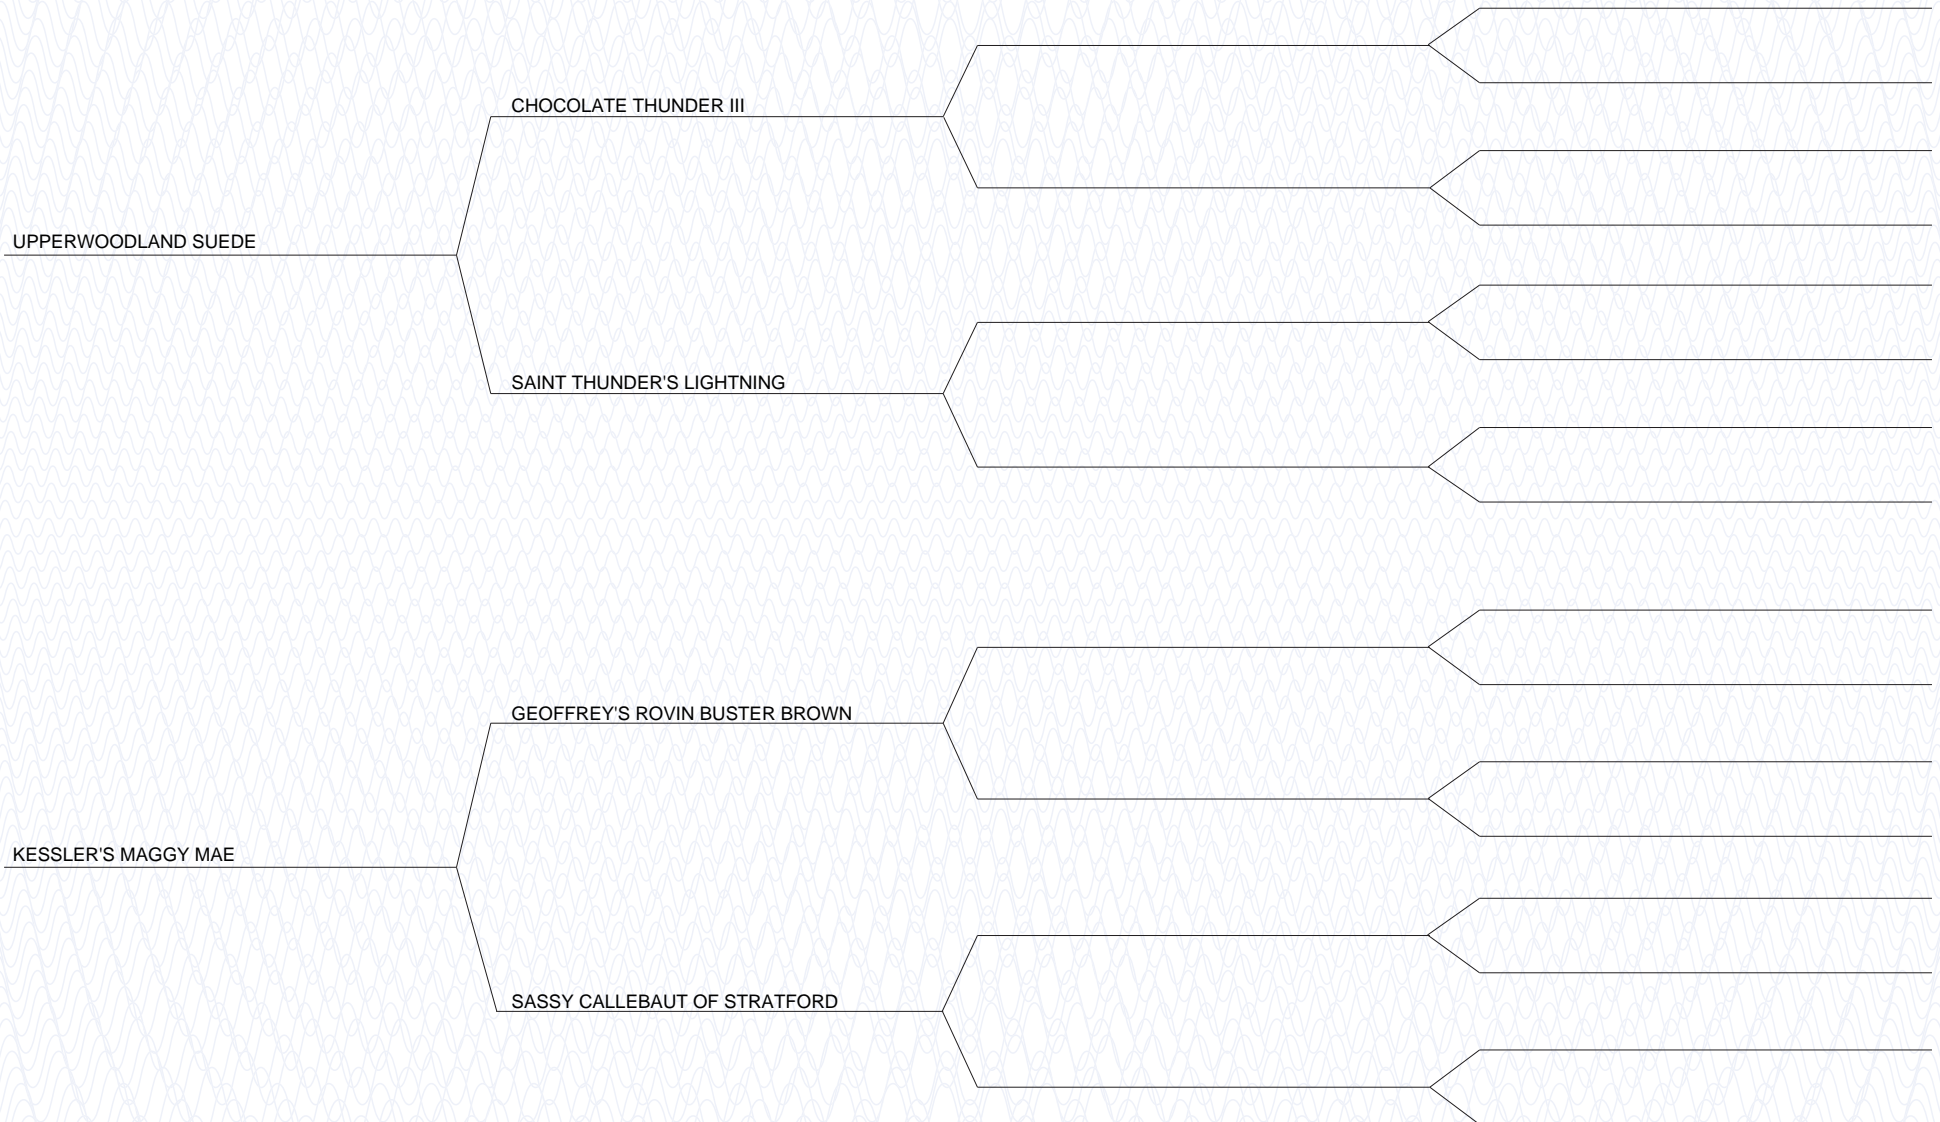 CHOCOLATE THUNDER III
UPPERWOODLAND SUEDE
SAINT THUNDER'S LIGHTNING
GEOFFREY'S ROVIN BUSTER BROWN
KESSLER'S MAGGY MAE
SASSY CALLEBAUT OF STRATFORD